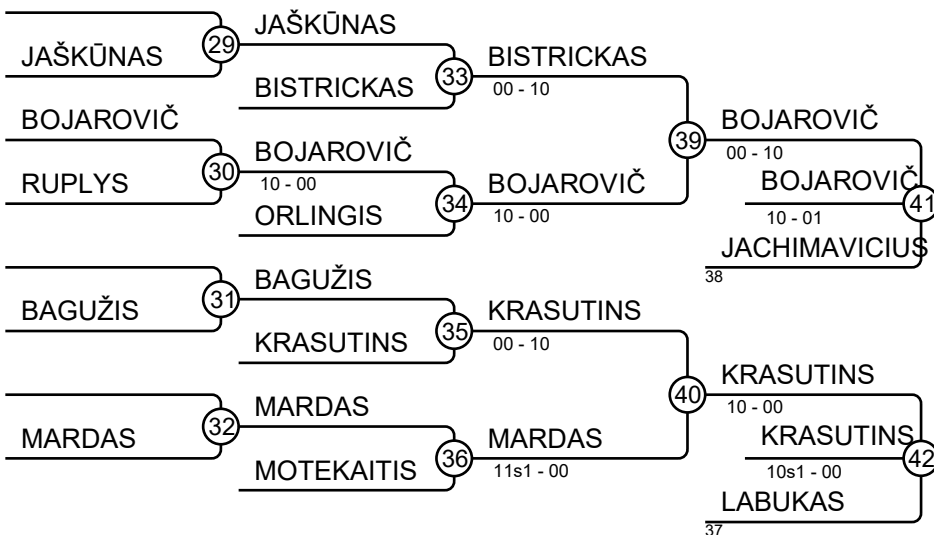 JAŠKŪNAS
29
JAŠKŪNAS
BISTRICKAS
33
BISTRICKAS
00 - 10
BOJAROVIČ
RUPLYS
30
BOJAROVIČ
10 - 00
ORLINGIS
34
BOJAROVIČ
10 - 00
39
BOJAROVIČ
00 - 10
BOJAROVIČ
10 - 01
41
JACHIMAVICIUS
38
BAGUŽIS
31
BAGUŽIS
KRASUTINS
35
KRASUTINS
00 - 10
MARDAS
32
MARDAS
MOTEKAITIS
36
MARDAS
11s1 - 00
40
KRASUTINS
10 - 00
KRASUTINS
10s1 - 00
42
LABUKAS
37